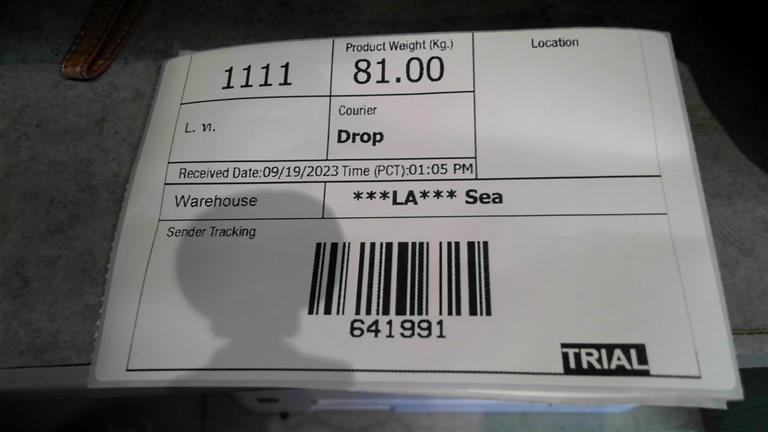 1111
Product Weight (Kg.)
81.00
Location
L. ท.
Courier
Drop
Received Date:09/19/2023 Time (PCT):01:05 PM
Warehouse
***LA*** Sea
Sender Tracking
641991
TRIAL